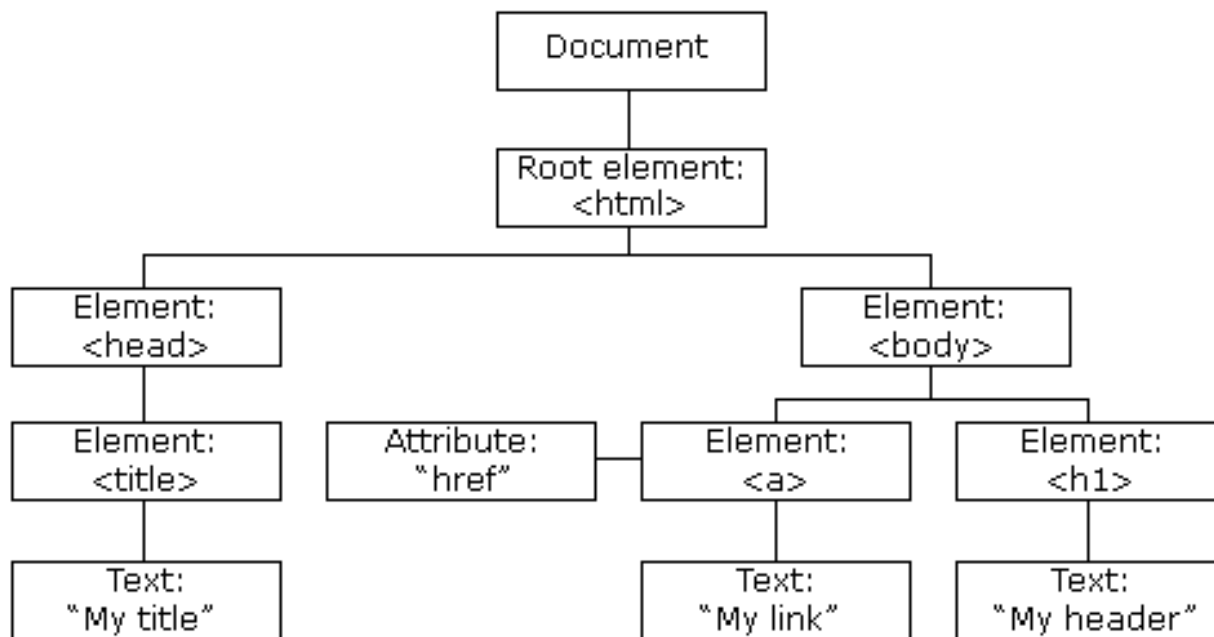 Document
Root element:
<html>
Element:
<head>
Element:
<body>
Element:
<title>
Attribute:
“href”
Element:
<a>
Element:
<h1>
Text:
“My title”
Text:
“My link”
Text:
“My header”